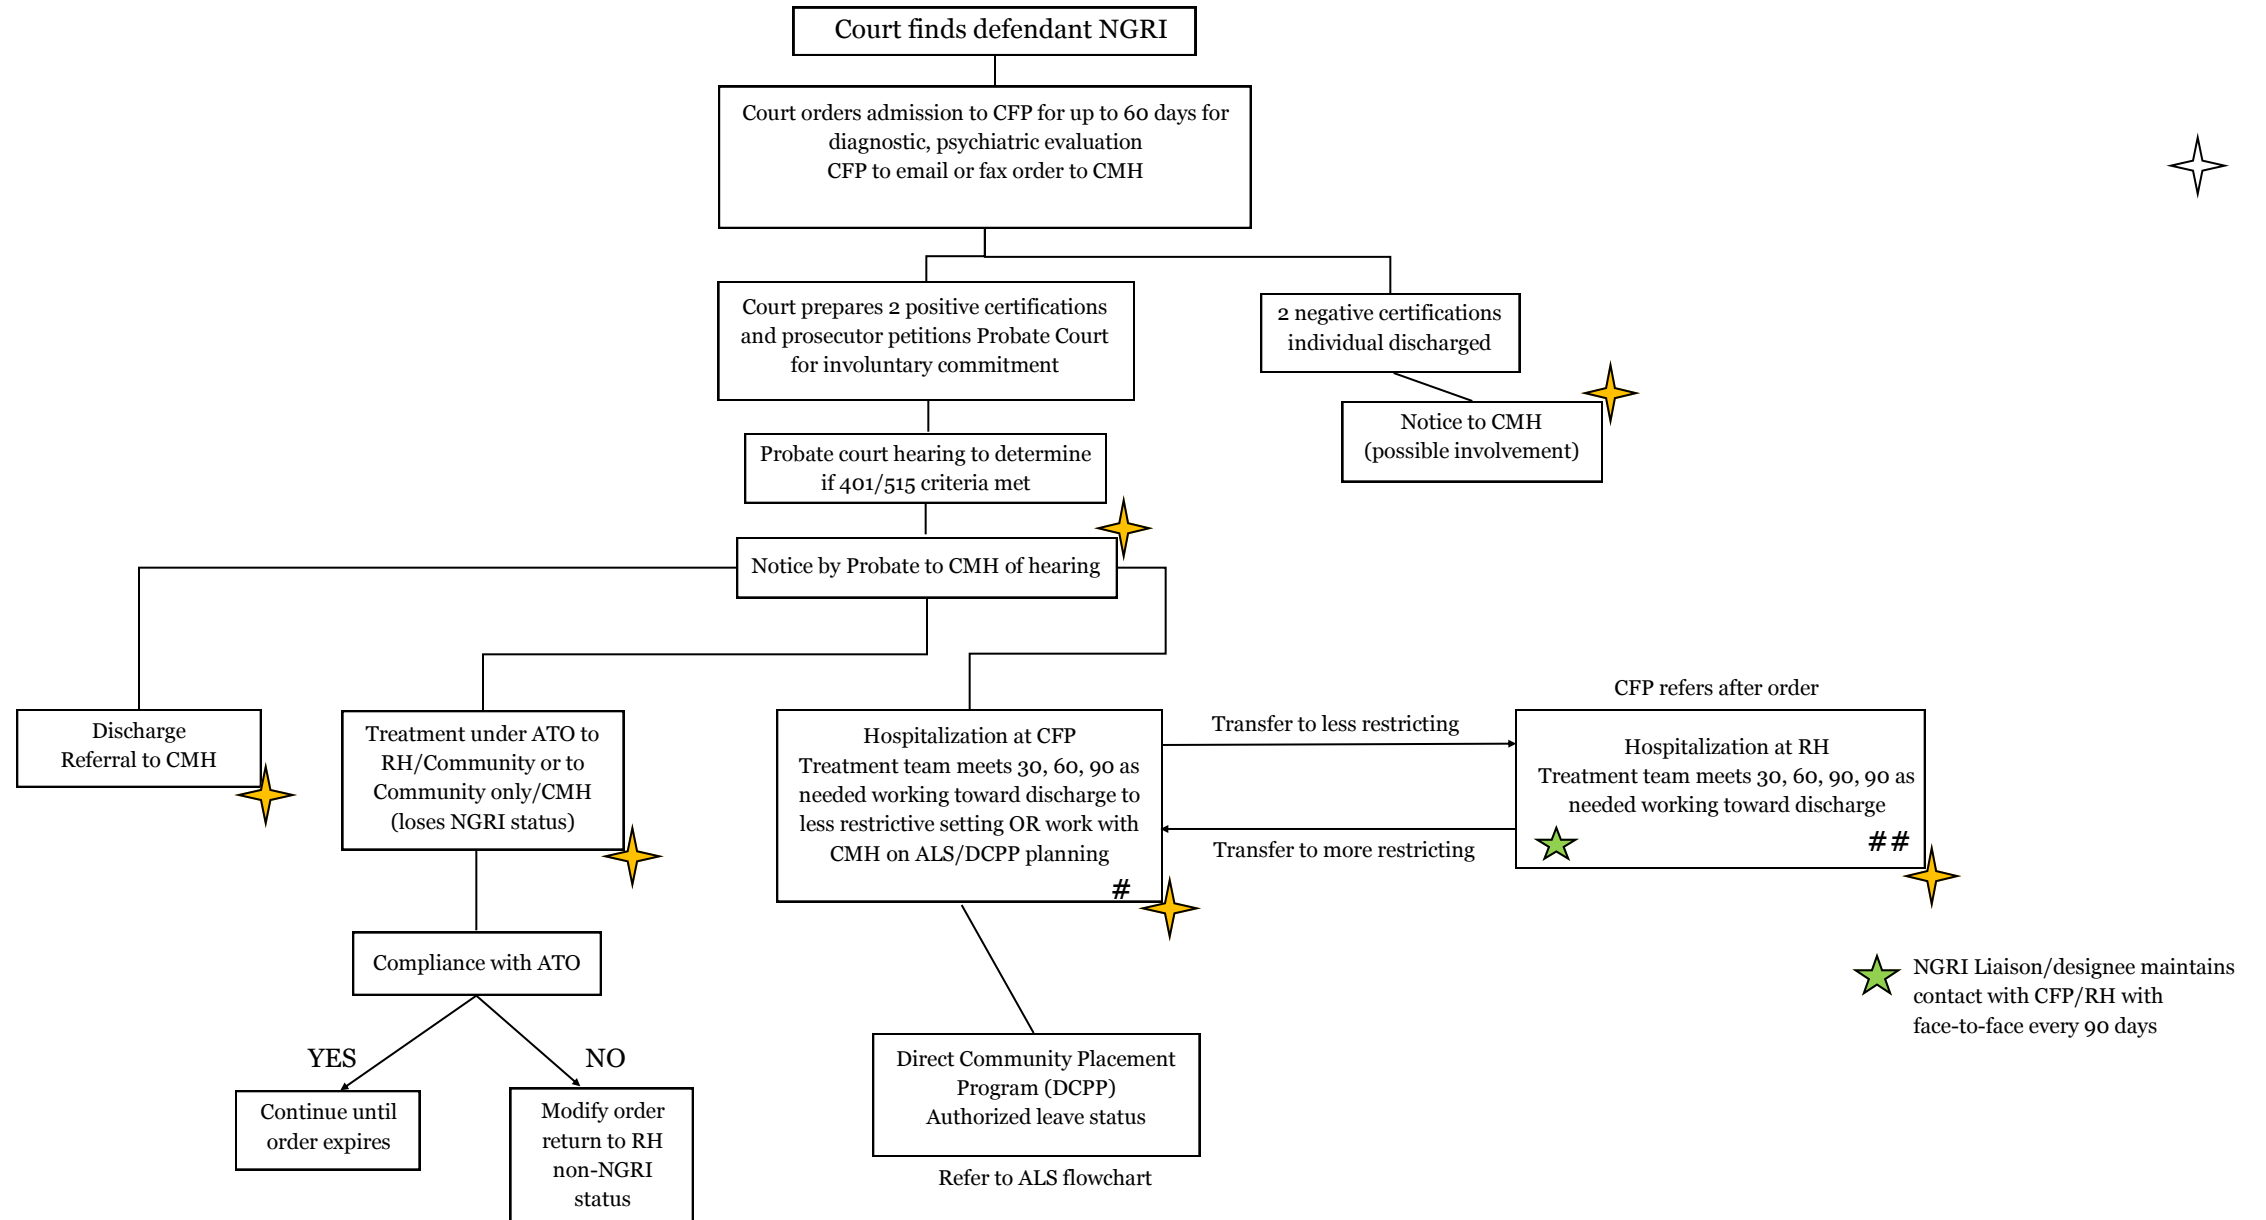 Court finds defendant NGRI
Court orders admission to CFP for up to 60 days for
diagnostic, psychiatric evaluation
CFP to email or fax order to CMH
Court prepares 2 positive certifications
and prosecutor petitions Probate Court
for involuntary commitment
2 negative certifications
individual discharged
Notice to CMH
(possible involvement)
Probate court hearing to determine
if 401/515 criteria met
Notice by Probate to CMH of hearing
Discharge
Referral to CMH
Treatment under ATO to
RH/Community or to
Community only/CMH
(loses NGRI status)
Hospitalization at CFP
Treatment team meets 30, 60, 90 as
needed working toward discharge to
less restrictive setting OR work with
CMH on ALS/DCPP planning
#
Transfer to less restricting
Transfer to more restricting
CFP refers after order
Hospitalization at RH
Treatment team meets 30, 60, 90, 90 as
needed working toward discharge
##
Compliance with ATO
YES
NO
Continue until
order expires
Modify order
return to RH
non-NGRI
status
Direct Community Placement
Program (DCPP)
Authorized leave status
Refer to ALS flowchart
NGRI Liaison/designee maintains
contact with CFP/RH with
face-to-face every 90 days